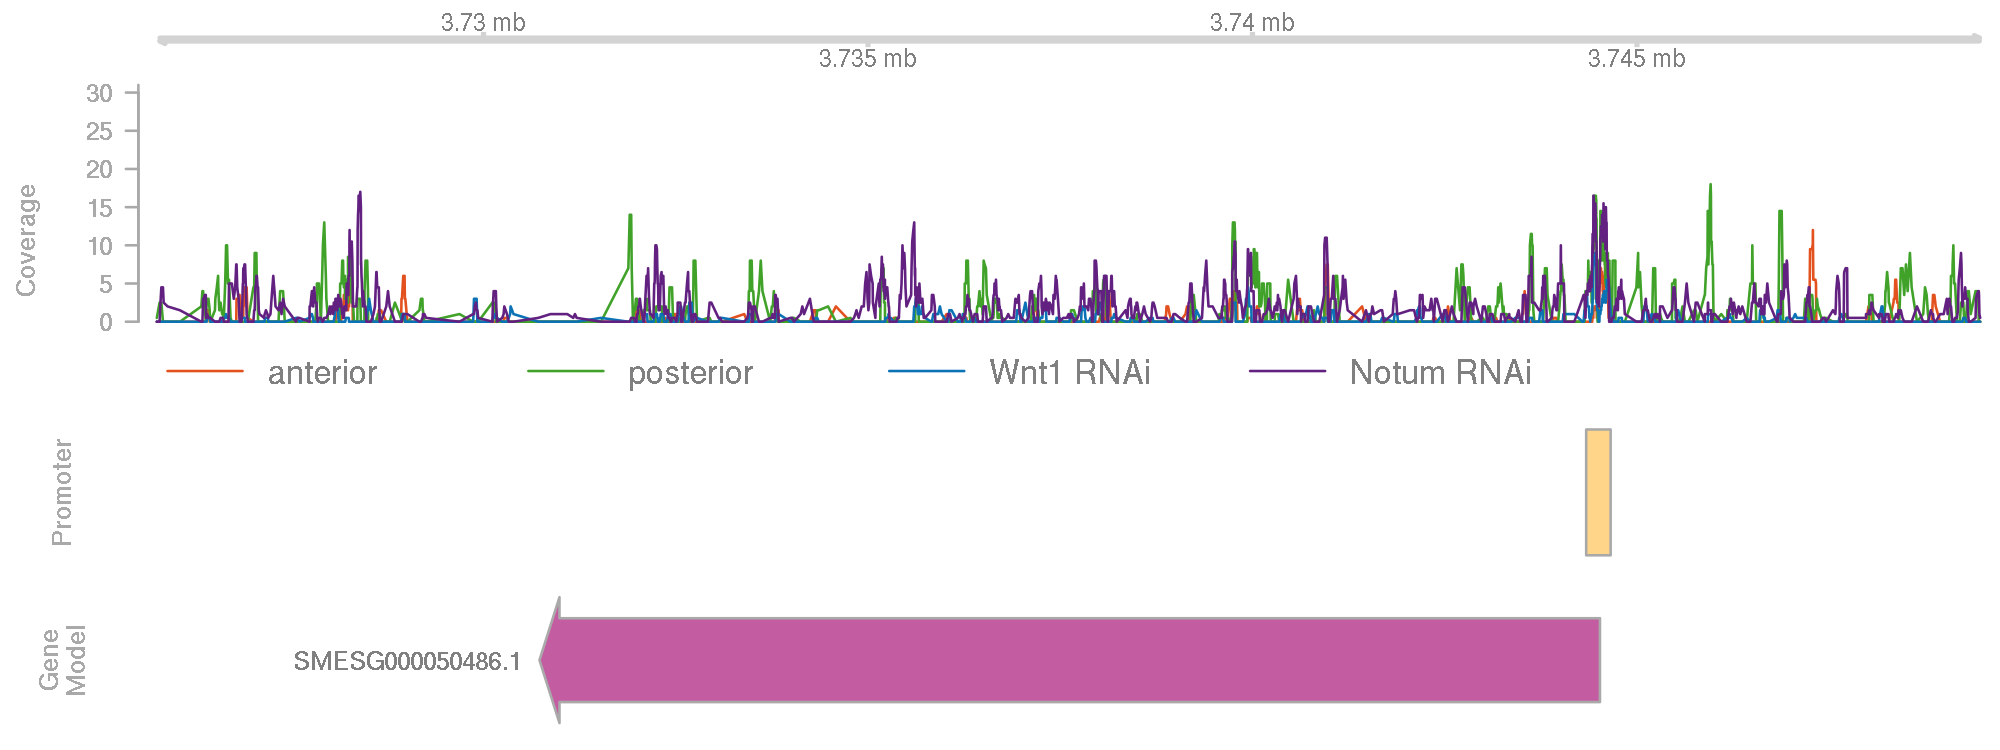 3.73 mb
3.74 mb
3.735 mb
3.745 mb
Coverage
30
25
20
15
10
5
0
anterior
posterior
Wnt1 RNAi
Notum RNAi
Promoter
Gene
Model
SMESG000050486.1